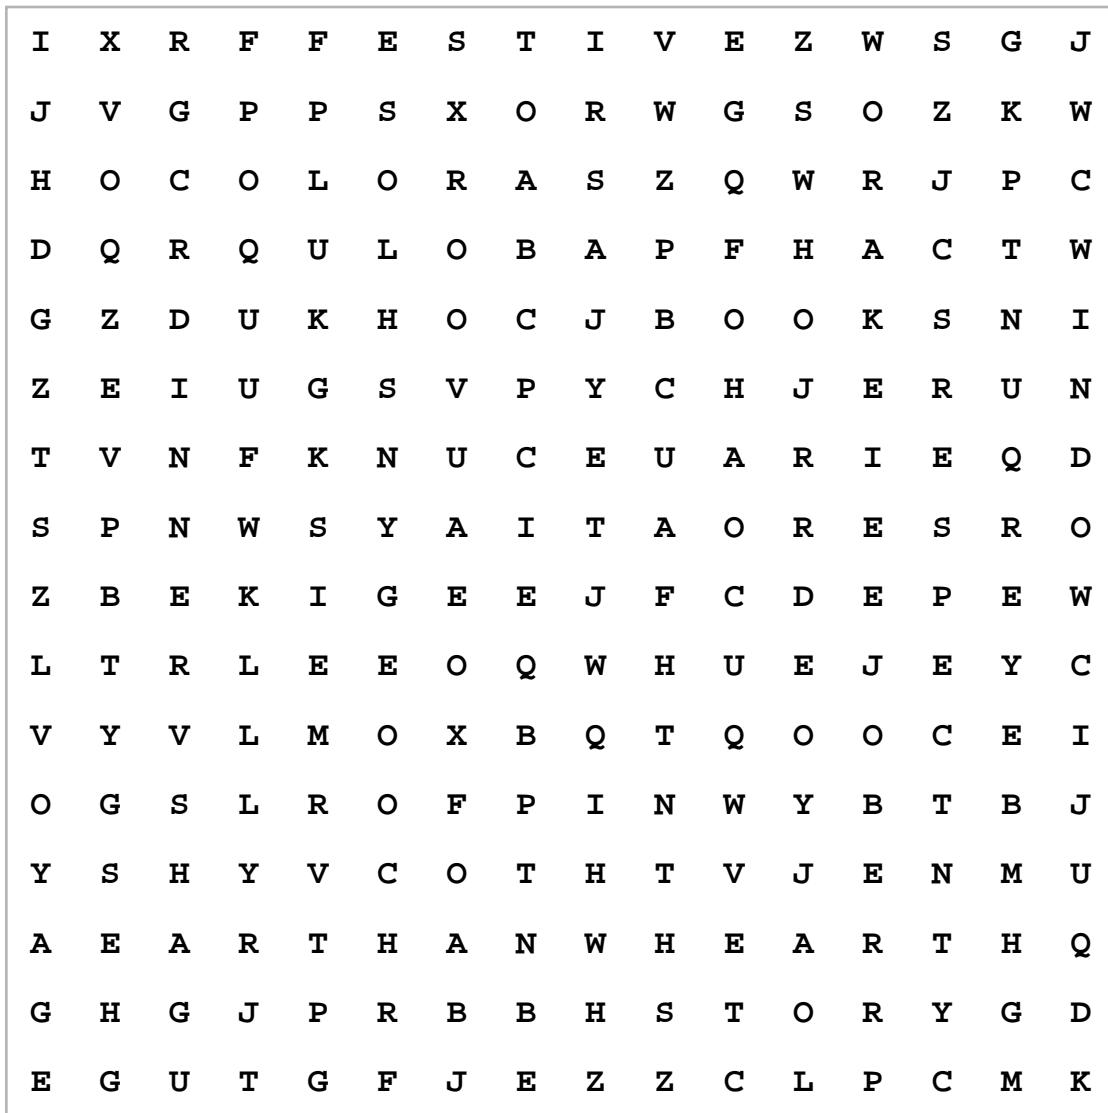 I X R F F E S T I V E Z W S G J
J V G P P S X O R W G S O Z K W
H O C O L O R A S Z Q W R J P C
D Q R Q U L O B A P F H A C T W
G Z D U K H O C J B O O K S N I
Z E I U G S V P Y C H J E R U N
T V N F K N U C E U A R I E Q D
S P N W S Y A I T A O R E S R O
Z B E K I G E E J F C D E P E W
L T R L E E O Q W H U E J E Y C
V Y V L M O X B Q T Q O O C E I
O G S L R O F P I N W Y B T B J
Y S H Y V C O T H T V J E N M U
A E A R T H A N W H E A R T H Q
G H G J P R B B H S T O R Y G D
E G U T G F J E Z Z C L P C M K